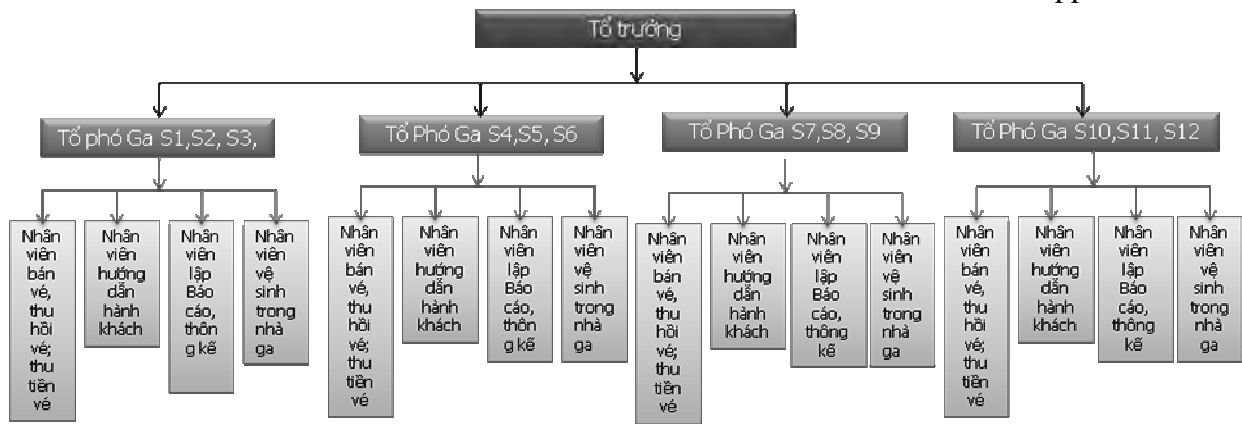 Tổ trưởng
Tổ phó Ga S1,S2, S3,
Tổ Phó Ga S4,S5, S6
Tổ Phó Ga S7,S8, S9
Tổ Phó Ga S10,S11, S12
Nhân
viên
bán
vé,
thu
hồi
vé;
thu
tiền
vé
Nhân
viên
hướng
dẫn
hành
khách
Nhân
viên
lập
Báo
cáo,
thông
kê
Nhân
viên
vệ
sinh
trong
nhà
ga
Nhân
viên
bán
vé,
thu
hồi
vé;
thu
tiền
vé
Nhân
viên
hướng
dẫn
hành
khách
Nhân
viên
lập
Báo
cáo,
thôn
g kê
Nhân
viên
vệ
sinh
trong
nhà
ga
Nhân
viên
bán
vé,
thu
hồi
vé;
thu
tiền
vé
Nhân
viên
hướng
dẫn
hành
khách
Nhân
viên
lập
Báo
cáo,
thông
kê
Nhân
viên
vệ
sinh
trong
nhà
ga
Nhân
viên
bán
vé,
thu
hồi
vé;
thu
tiền
vé
Nhân
viên
hướng
dẫn
hành
khách
Nhân
viên
lập
Báo
cáo,
thông
kê
Nhân
viên
vệ
sinh
trong
nhà
ga